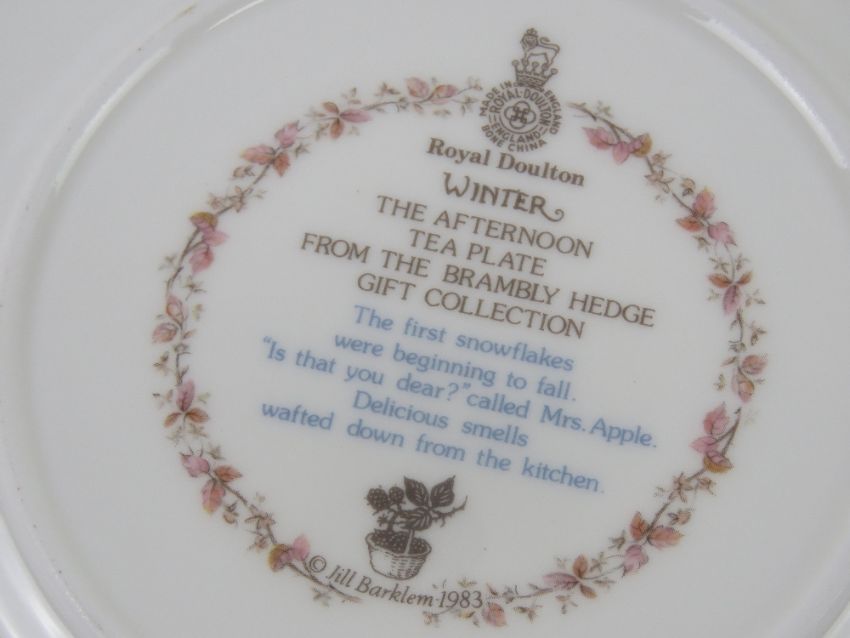 MADE IN ENGLAND
ROYAL·DOULTON
ENGLAND
BONE CHINA
Royal Doulton
WINTER
THE AFTERNOON
TEA PLATE
FROM THE BRAMBLY HEDGE
GIFT COLLECTION
The first snowflakes
were beginning to fall.
"Is that you dear?" called Mrs. Apple.
Delicious smells
wafted down from the kitchen.
© Jill Barklem 1983